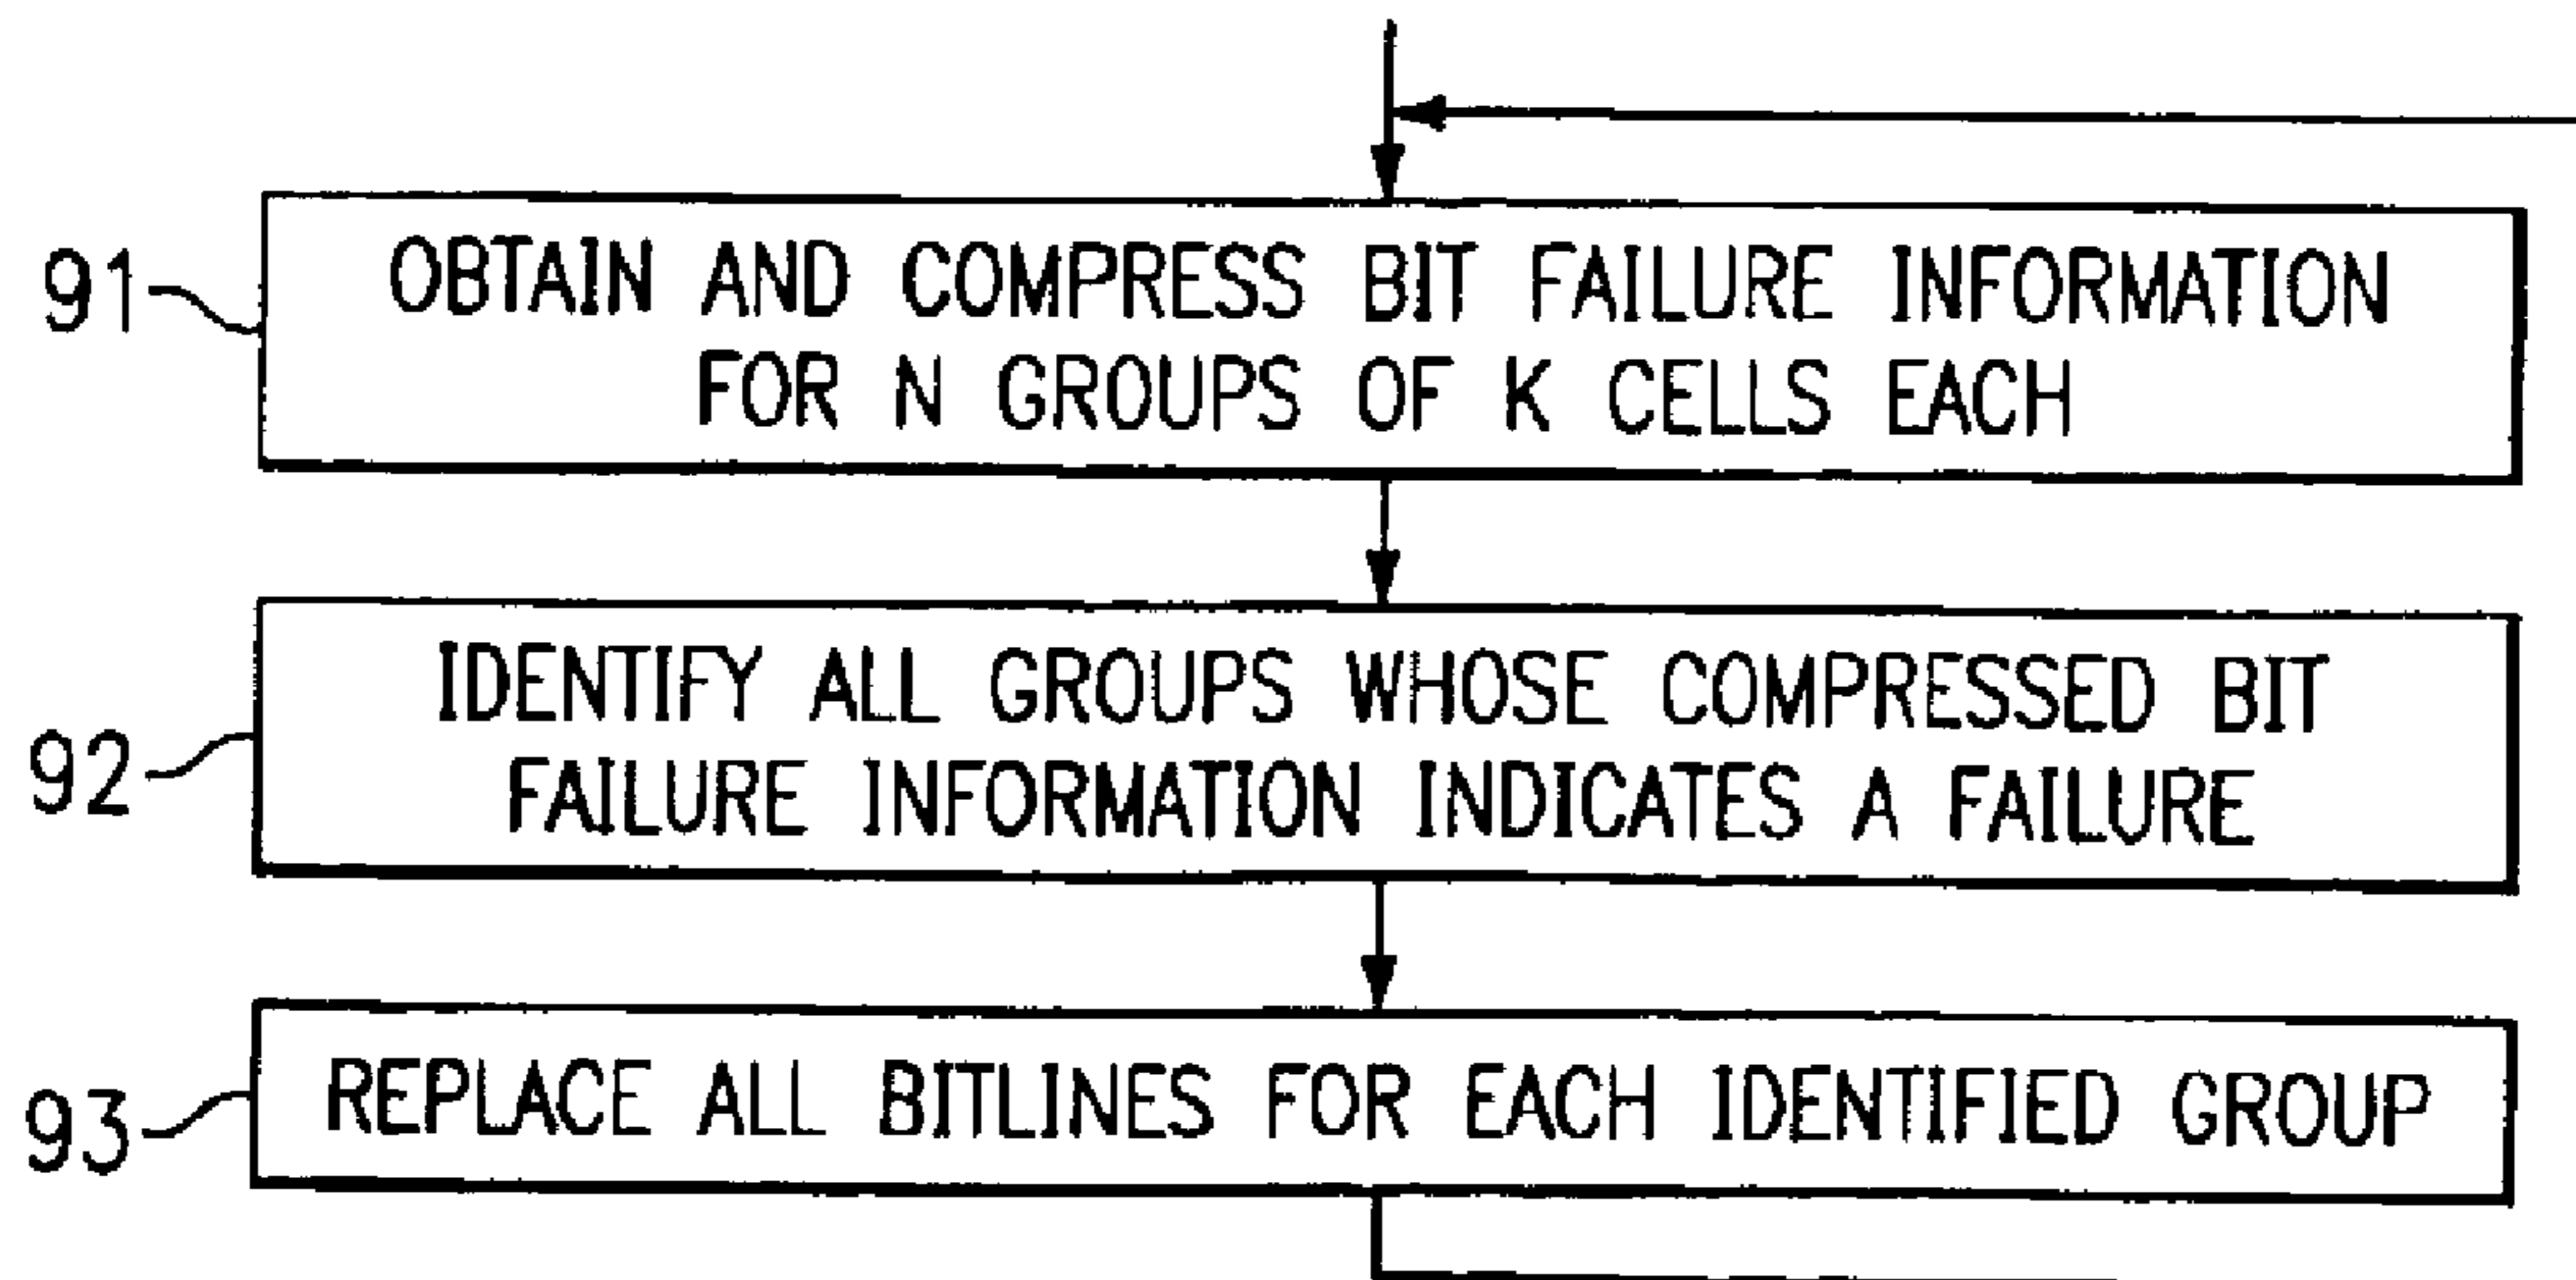 91
OBTAIN AND COMPRESS BIT FAILURE INFORMATION
FOR N GROUPS OF K CELLS EACH
92
IDENTIFY ALL GROUPS WHOSE COMPRESSED BIT
FAILURE INFORMATION INDICATES A FAILURE
93
REPLACE ALL BITLINES FOR EACH IDENTIFIED GROUP